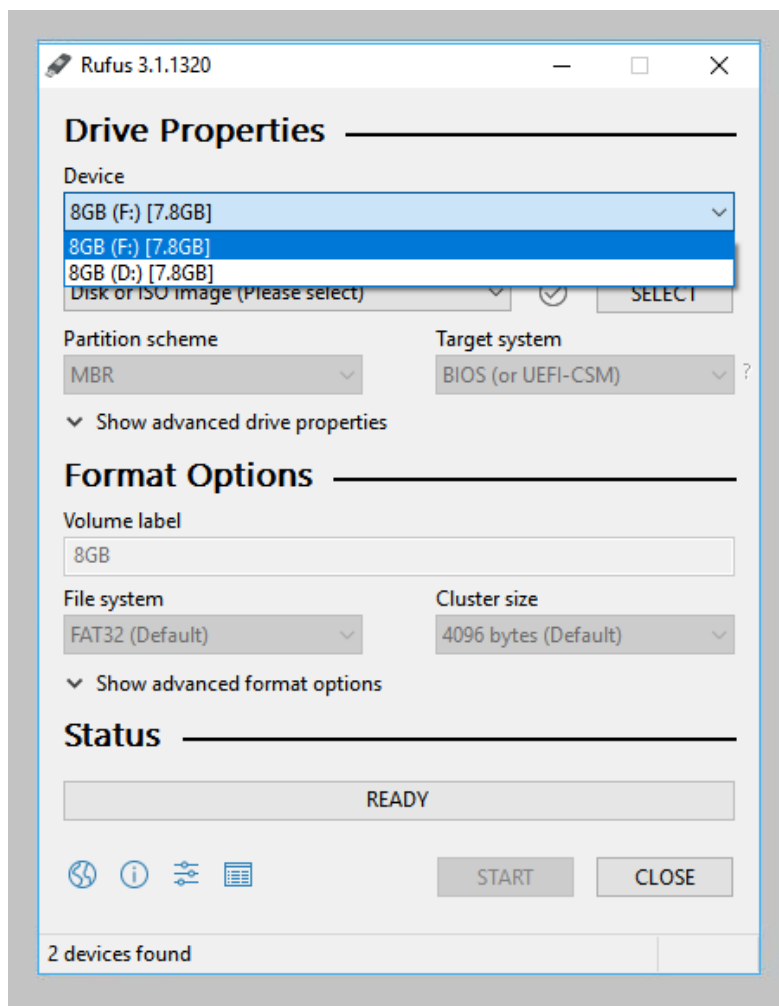 Rufus 3.1.1320
Drive Properties
Device
8GB (F:) [7.8GB]
8GB (F:) [7.8GB]
8GB (D:) [7.8GB]
Disk or ISO image (Please select) SELECT
Partition scheme Target system
MBR BIOS (or UEFI-CSM) ?
Show advanced drive properties
Format Options
Volume label
8GB
File system Cluster size
FAT32 (Default) 4096 bytes (Default)
Show advanced format options
Status
READY
START CLOSE
2 devices found